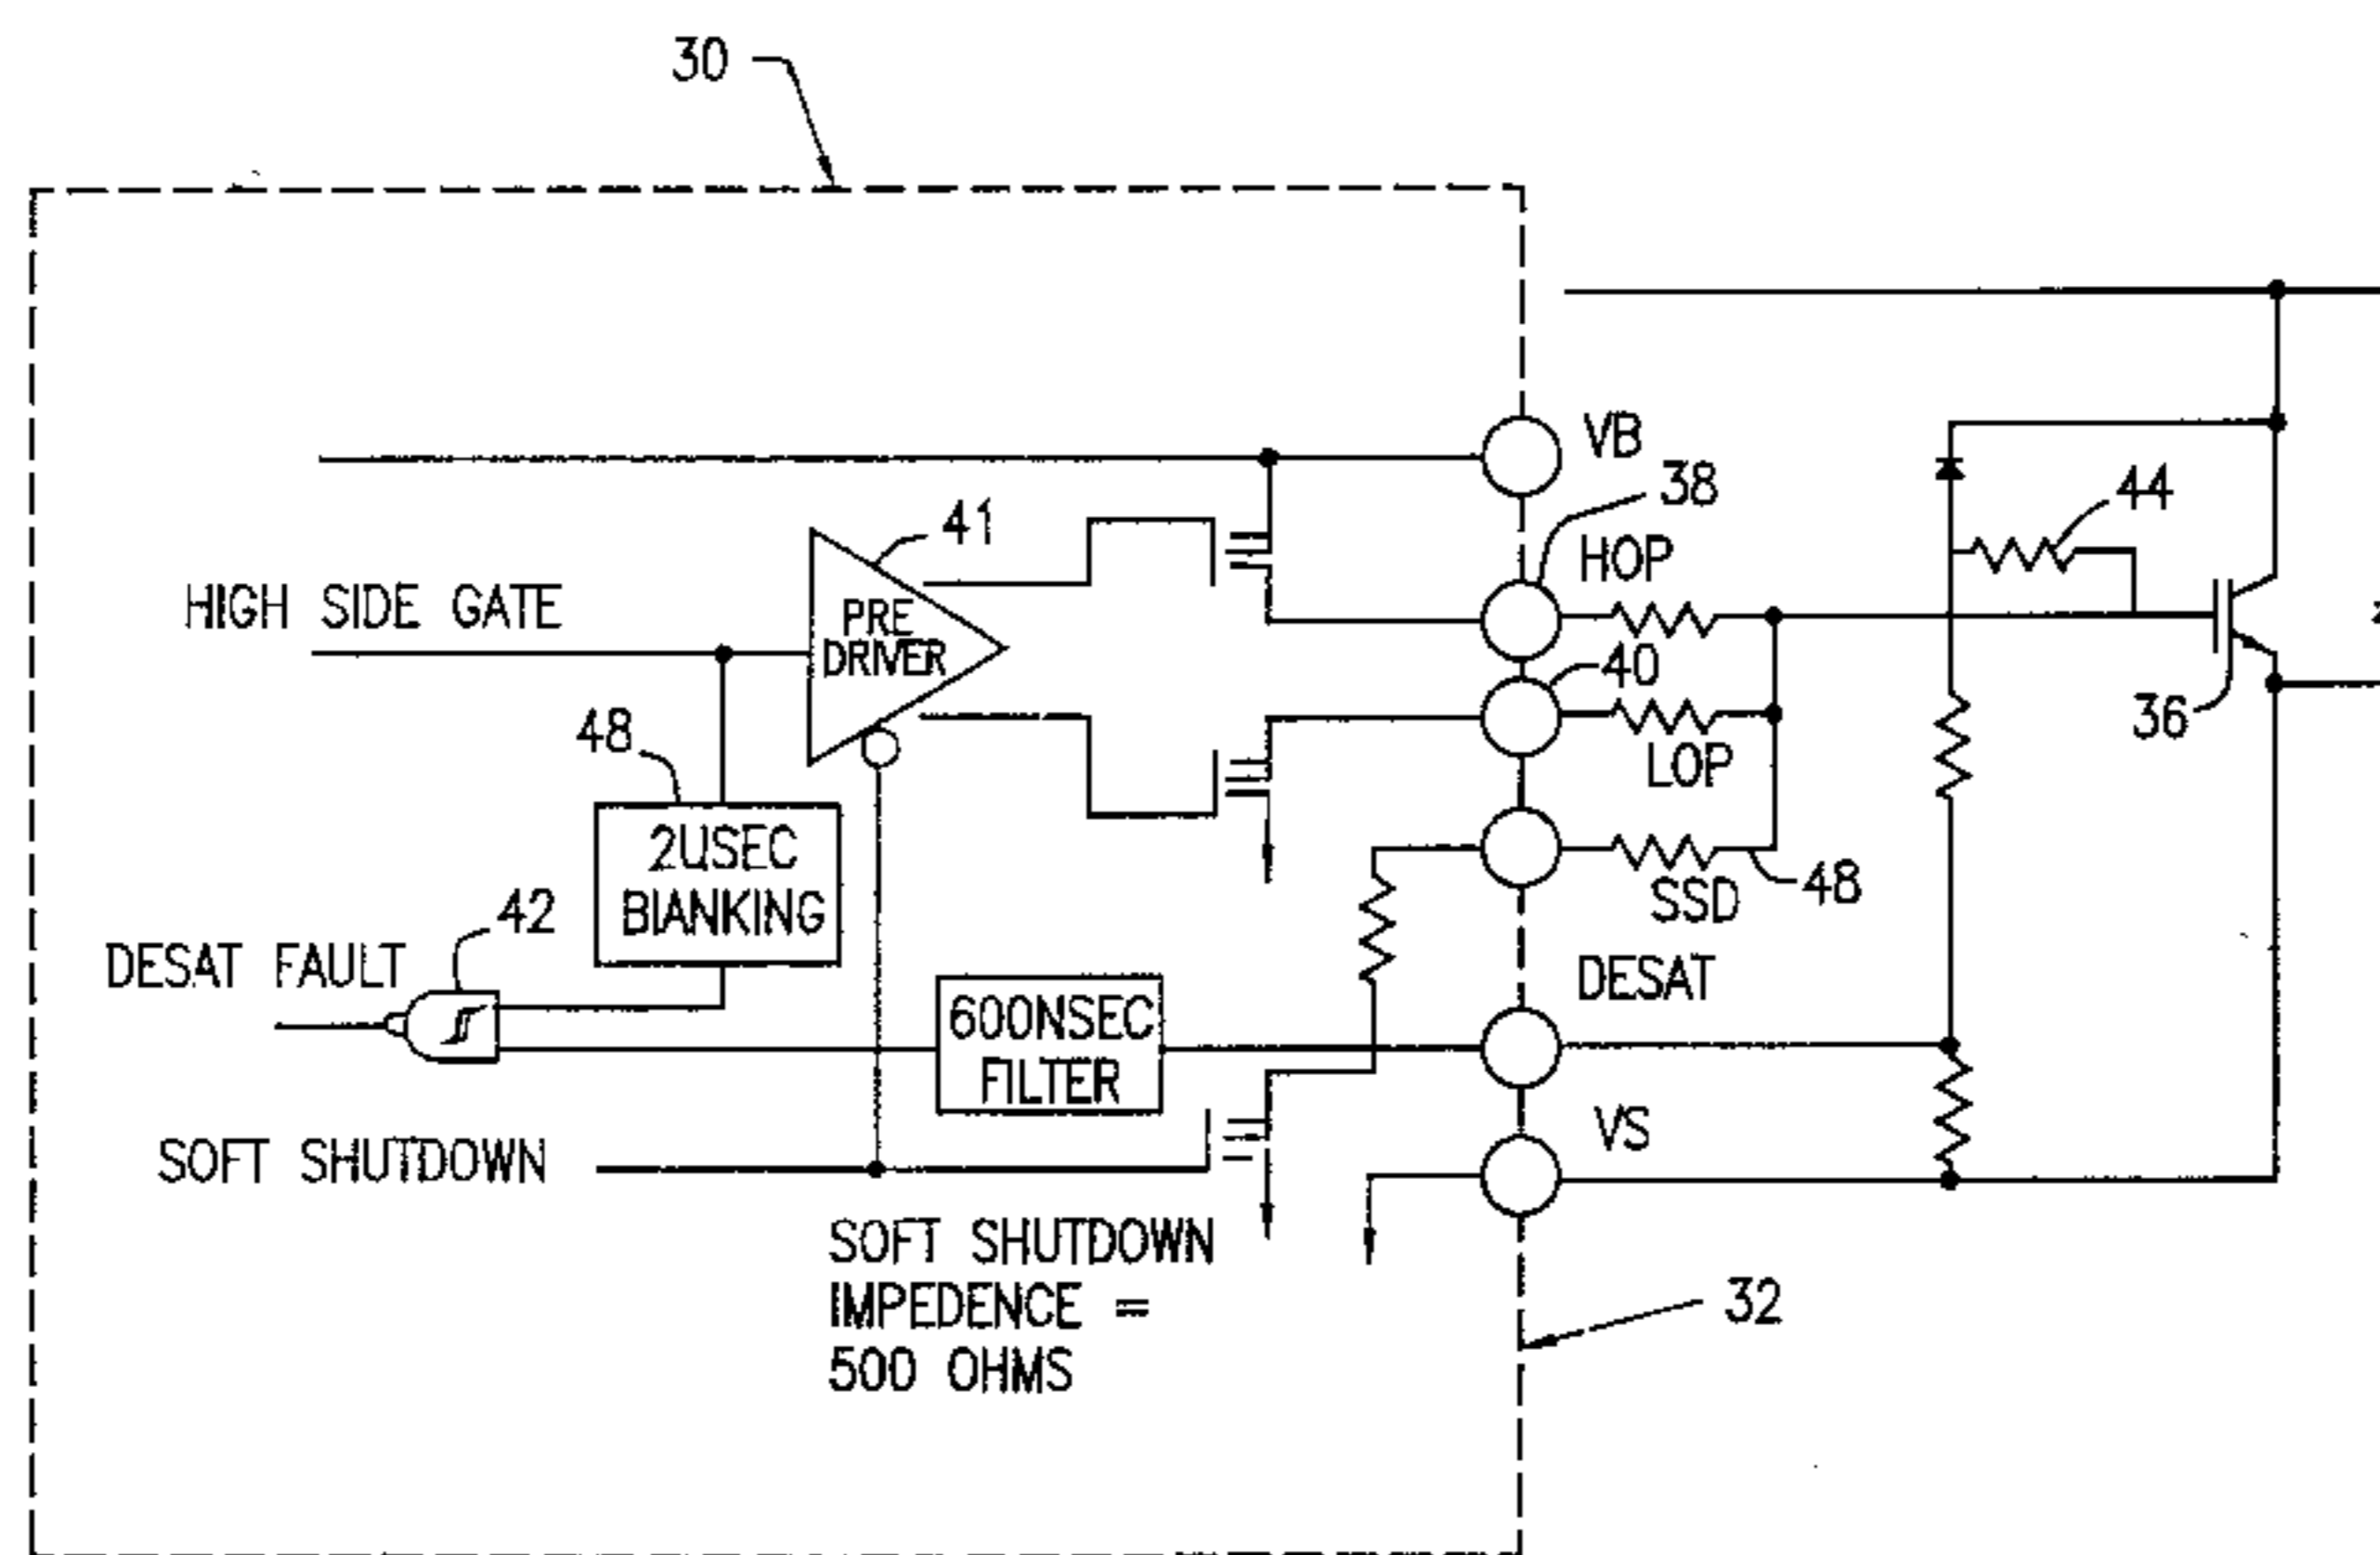 30
VB
38
HOP
44
41
HIGH SIDE GATE
PRE
DRIVER
40
36
48
LOP
2USEC
BIANKING
48
SSD
42
DESAT FAULT
DESAT
600NSEC
FILTER
VS
SOFT SHUTDOWN
SOFT SHUTDOWN
IMPEDENCE =
500 OHMS
32